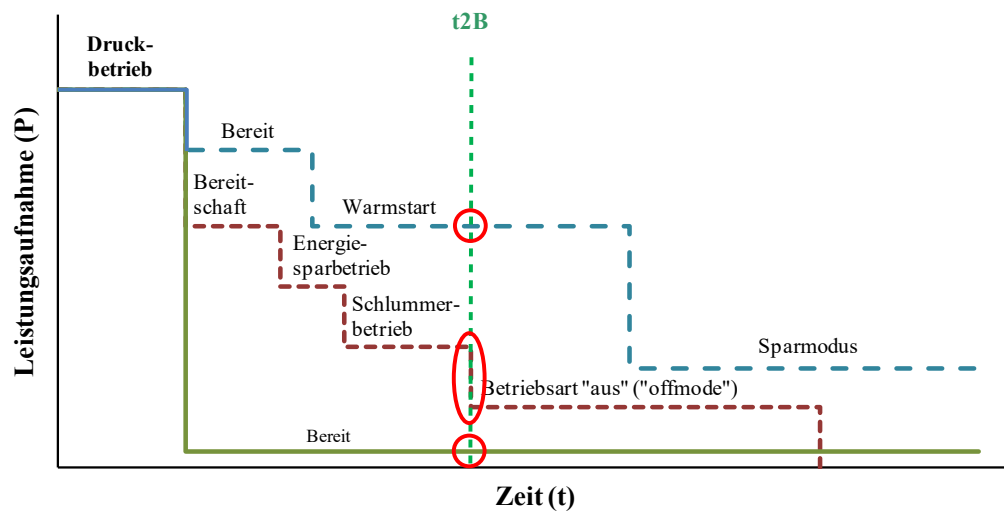 t2B
Druck-
betrieb
Bereit
Bereit-
schaft
Warmstart
Energie-
sparbetrieb
Schlummer-
betrieb
Sparmodus
Betriebsart "aus" ("offmode")
Bereit
Leistungsaufnahme (P)
Zeit (t)